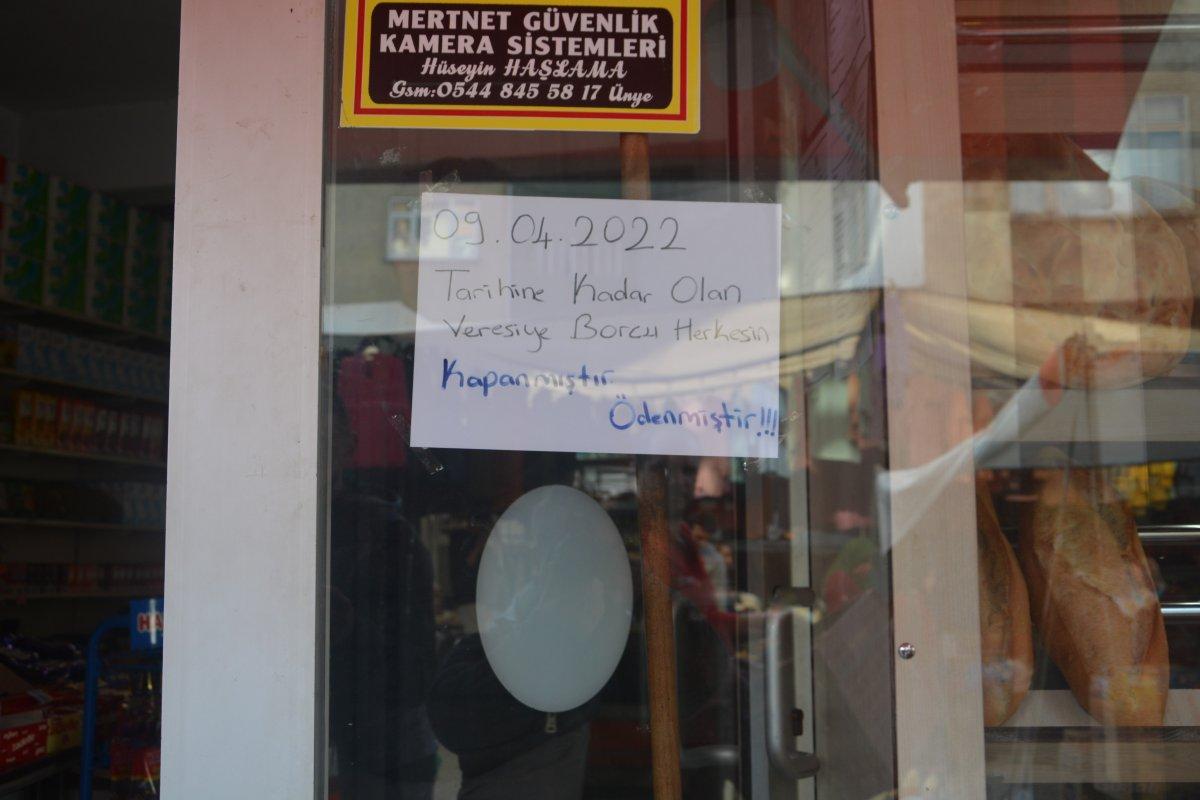 MERTNET GÜVENLİK
KAMERA SİSTEMLERİ
Hüseyin HAŞLAMA
Gsm:0544 845 58 17 Ünye
09.04.2022
Tarihine Kadar Olan
Veresiye Borcu Herkesin
Kapanmıştır.
Ödenmiştir!!!
HA